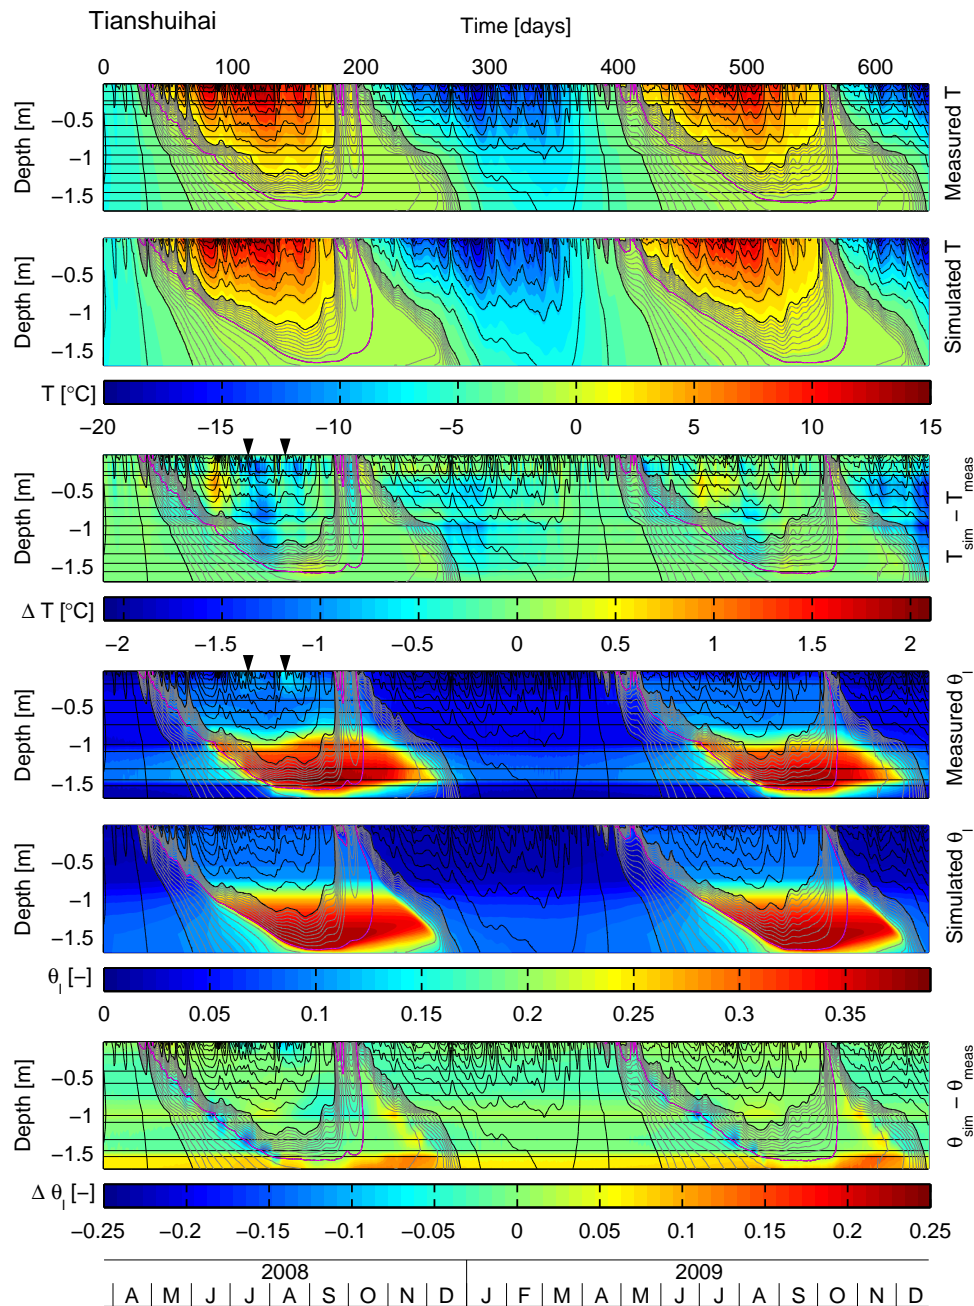 Tianshuihai
Time [days]
0 100 200 300 400 500 600
Depth [m]
−0.5
−1
−1.5
Measured T
Depth [m]
−0.5
−1
−1.5
Simulated T
T [°C]
−20 −15 −10 −5 0 5 10 15
Depth [m]
−0.5
−1
−1.5
T_sim − T_meas
Δ T [°C]
−2 −1.5 −1 −0.5 0 0.5 1 1.5 2
Depth [m]
−0.5
−1
−1.5
Measured θ_l
Depth [m]
−0.5
−1
−1.5
Simulated θ_l
θ_l [−]
0 0.05 0.1 0.15 0.2 0.25 0.3 0.35
Depth [m]
−0.5
−1
−1.5
θ_sim − θ_meas
Δ θ_l [−]
−0.25 −0.2 −0.15 −0.1 −0.05 0 0.05 0.1 0.15 0.2 0.25
2008 2009
A M J J A S O N D J F M A M J J A S O N D